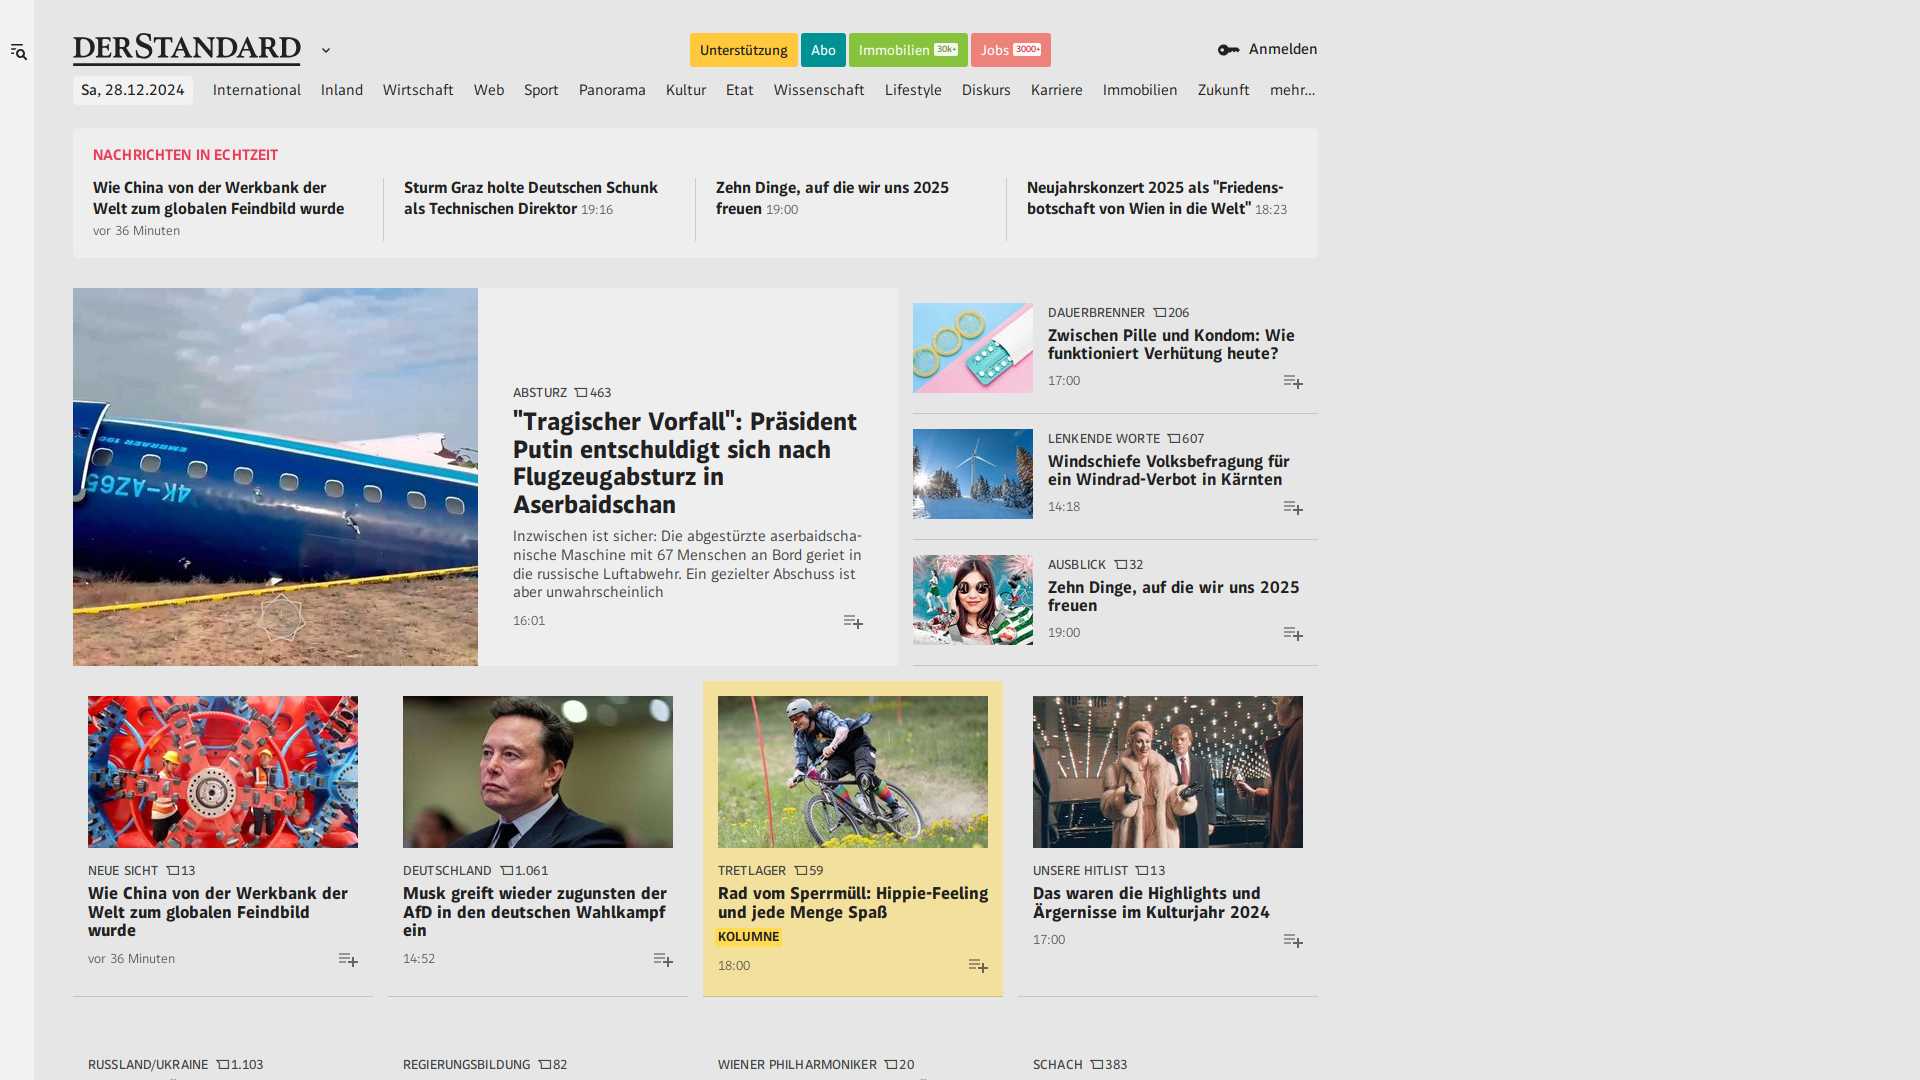 DERSTANDARD
Unterstützung
Abo
Immobilien 30k+
Jobs 3000+
Anmelden
Sa, 28.12.2024
International
Inland
Wirtschaft
Web
Sport
Panorama
Kultur
Etat
Wissenschaft
Lifestyle
Diskurs
Karriere
Immobilien
Zukunft
mehr…
NACHRICHTEN IN ECHTZEIT
Wie China von der Werkbank der
Welt zum globalen Feindbild wurde
vor 36 Minuten
Sturm Graz holte Deutschen Schunk
als Technischen Direktor 19:16
Zehn Dinge, auf die wir uns 2025
freuen 19:00
Neujahrskonzert 2025 als "Friedens-
botschaft von Wien in die Welt" 18:23
EMBRAER 190
4K-AZ65
ABSTURZ 463
"Tragischer Vorfall": Präsident
Putin entschuldigt sich nach
Flugzeugabsturz in
Aserbaidschan
Inzwischen ist sicher: Die abgestürzte aserbaidscha-
nische Maschine mit 67 Menschen an Bord geriet in
die russische Luftabwehr. Ein gezielter Abschuss ist
aber unwahrscheinlich
16:01
DAUERBRENNER 206
Zwischen Pille und Kondom: Wie
funktioniert Verhütung heute?
17:00
LENKENDE WORTE 607
Windschiefe Volksbefragung für
ein Windrad-Verbot in Kärnten
14:18
AUSBLICK 32
Zehn Dinge, auf die wir uns 2025
freuen
19:00
NEUE SICHT 13
Wie China von der Werkbank der
Welt zum globalen Feindbild
wurde
vor 36 Minuten
DEUTSCHLAND 1.061
Musk greift wieder zugunsten der
AfD in den deutschen Wahlkampf
ein
14:52
TRETLAGER 59
Rad vom Sperrmüll: Hippie-Feeling
und jede Menge Spaß
KOLUMNE
18:00
UNSERE HITLIST 13
Das waren die Highlights und
Ärgernisse im Kulturjahr 2024
17:00
RUSSLAND/UKRAINE 1.103
REGIERUNGSBILDUNG 82
WIENER PHILHARMONIKER 20
SCHACH 383